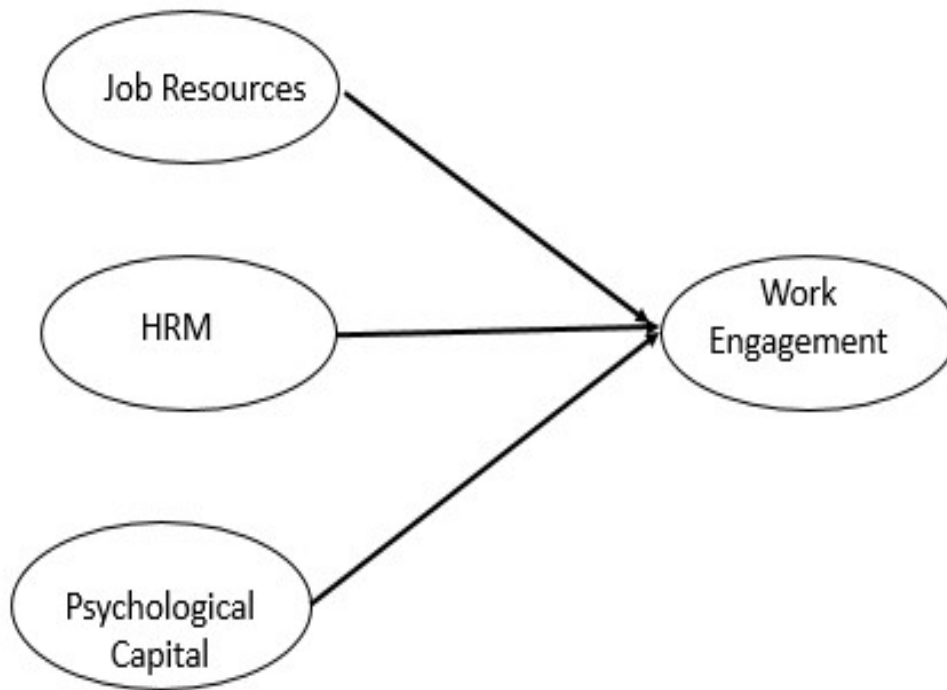 Job Resources
HRM
Work
Engagement
Psychological
Capital